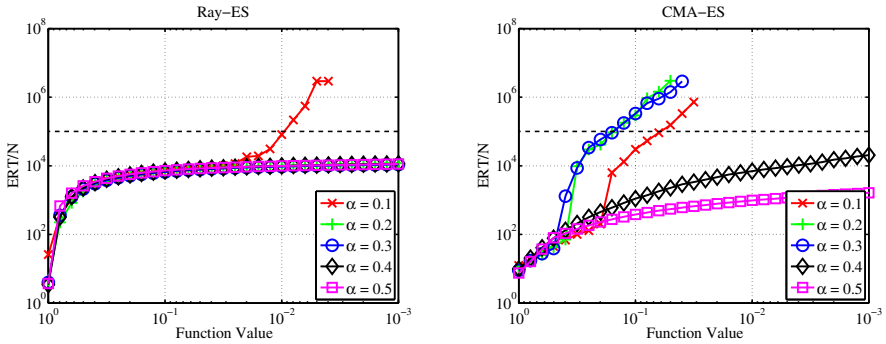 Ray−ES
ERT/N
10^8
10^6
10^4
10^2
10^0
10^0
10^−1
10^−2
10^−3
Function Value
α = 0.1
α = 0.2
α = 0.3
α = 0.4
α = 0.5
CMA−ES
ERT/N
10^8
10^6
10^4
10^2
10^0
10^0
10^−1
10^−2
10^−3
Function Value
α = 0.1
α = 0.2
α = 0.3
α = 0.4
α = 0.5